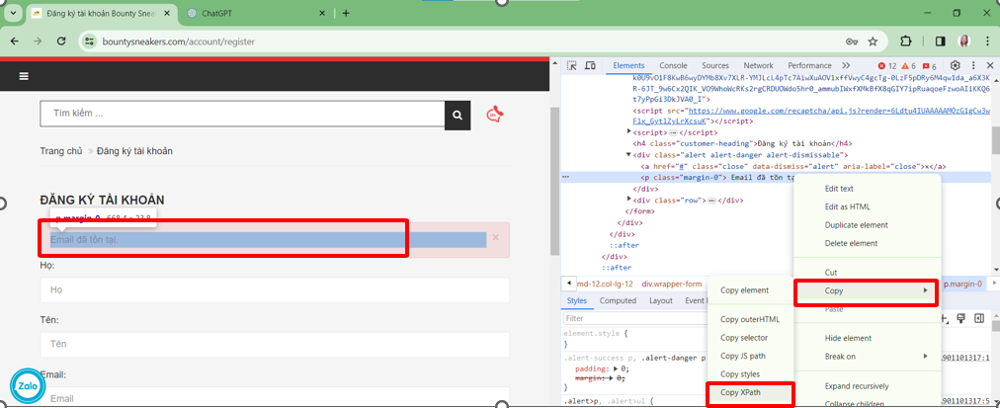 Đăng ký tài khoản Bounty Sneak
ChatGPT
bountysneakers.com/account/register
Tìm kiếm ...
Trang chủ » Đăng ký tài khoản
ĐĂNG KÝ TÀI KHOẢN
p.margin-0 668.4 × 23.8
Email đã tồn tại.
×
Họ:
Họ
Tên:
Tên
Email:
Email
Zalo
Elements Console Sources Network Performance » 12 6 6
t7yPpGi3DkJVA0_I">
<script src="https://www.google.com/recaptcha/api.js?render=
"></script>
<script>⋯</script>
<h4 class="customer-heading">Đăng ký tài khoản</h4>
<div class="alert alert-danger alert-dismissable">
<a href="#" class="close" data-dismiss="alert" aria-label="close">×</a>
<p class="margin-0"> Email đã tồn tạ
</div>
<div class="row">⋯</div>
</form>
</div>
</div>
::after
</div>
::after
md-12.col-lg-12 div.wrapper-form p.margin-0
Styles Computed Layout Event
Filter
element.style {
}
.alert-success p, .alert-danger p
padding: 0;
margin: 0;
}
.alert>p, .alert>ul {
901101317:1
901101317:5
Edit text
Edit as HTML
Duplicate element
Delete element
Cut
Copy
Paste
Hide element
Break on
Expand recursively
Collapse children
Copy element
Copy outerHTML
Copy selector
Copy JS path
Copy styles
Copy XPath